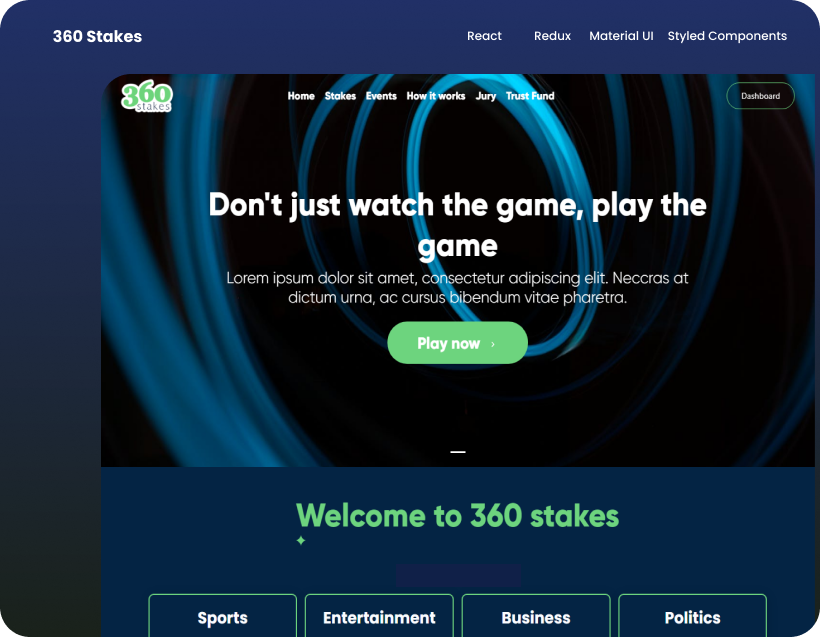 360 Stakes
React Redux Material UI Styled Components
360
stakes
Home Stakes Events How it works Jury Trust Fund
Dashboard
Don't just watch the game, play the
game
Lorem ipsum dolor sit amet, consectetur adipiscing elit. Neccras at
dictum urna, ac cursus bibendum vitae pharetra.
Play now ›
Welcome to 360 stakes
Sports Entertainment Business Politics